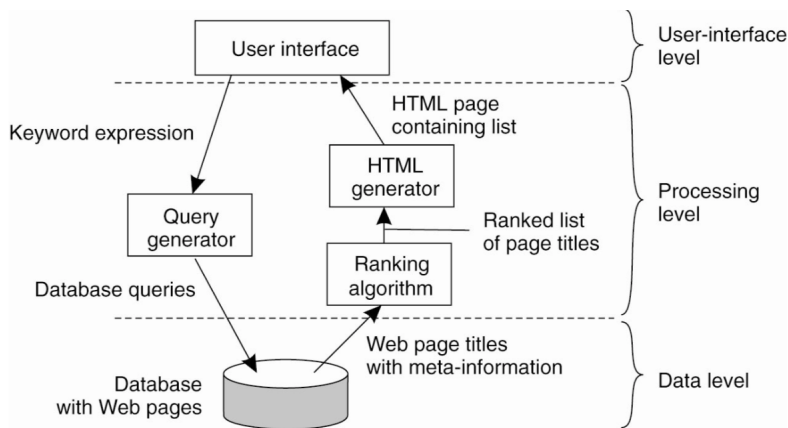 User interface
User-interface
level
Keyword expression
HTML page
containing list
HTML
generator
Processing
level
Query
generator
Ranked list
of page titles
Ranking
algorithm
Database queries
Web page titles
with meta-information
Database
with Web pages
Data level